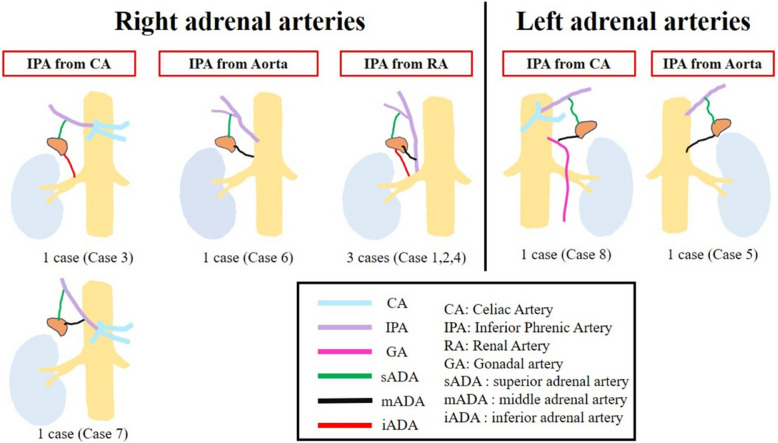 Right adrenal arteries
Left adrenal arteries
IPA from CA
IPA from Aorta
IPA from RA
IPA from CA
IPA from Aorta
1 case (Case 3)
1 case (Case 6)
3 cases (Case 1,2,4)
1 case (Case 8)
1 case (Case 5)
1 case (Case 7)
CA
IPA
GA
sADA
mADA
iADA
CA: Celiac Artery
IPA: Inferior Phrenic Artery
RA: Renal Artery
GA: Gonadal artery
sADA : superior adrenal artery
mADA : middle adrenal artery
iADA : inferior adrenal artery